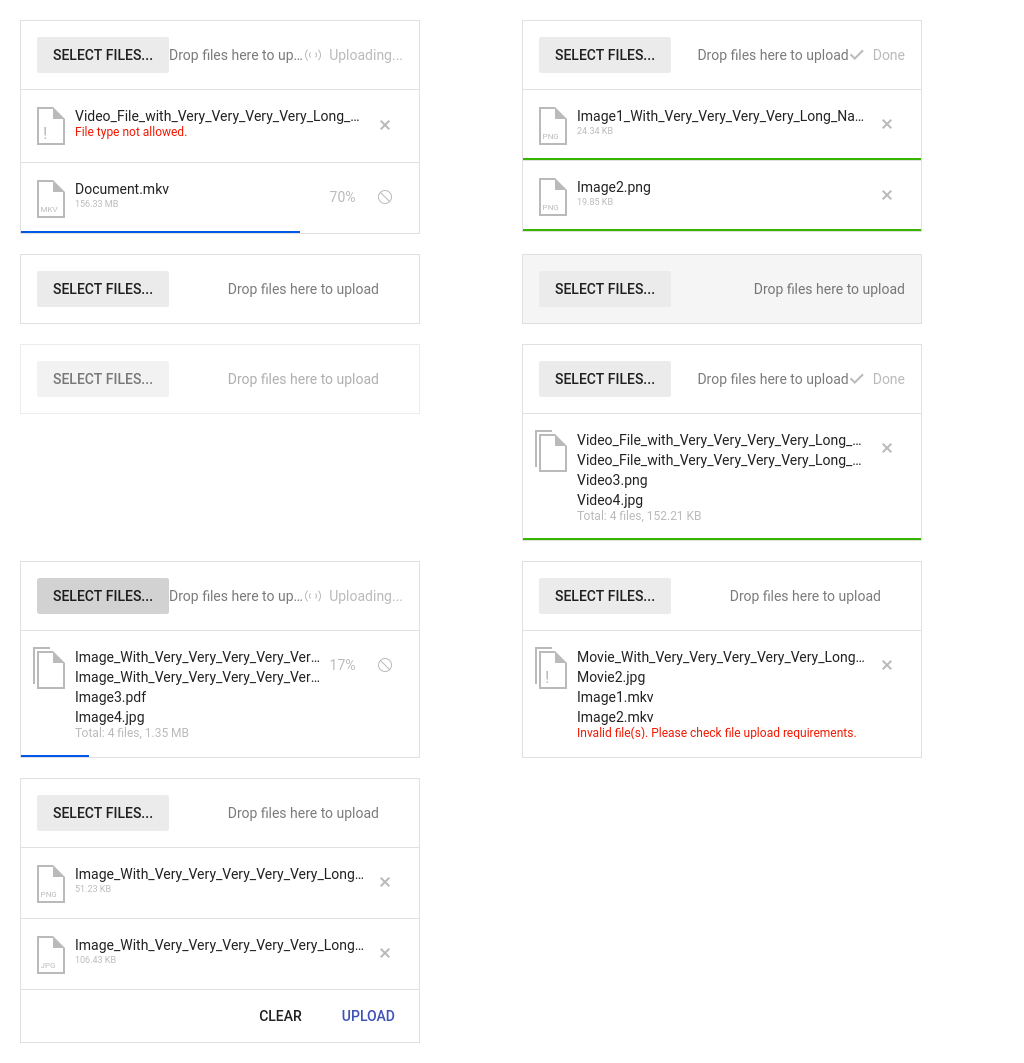 SELECT FILES... Drop files here to up... Uploading...
Video_File_with_Very_Very_Very_Very_Long_...
File type not allowed.
!
Document.mkv
156.33 MB
MKV
70%
SELECT FILES... Drop files here to upload Done
Image1_With_Very_Very_Very_Very_Long_Na...
24.34 KB
PNG
Image2.png
19.85 KB
PNG
SELECT FILES... Drop files here to upload
SELECT FILES... Drop files here to upload
SELECT FILES... Drop files here to upload
SELECT FILES... Drop files here to upload Done
Video_File_with_Very_Very_Very_Very_Long_...
Video_File_with_Very_Very_Very_Very_Long_...
Video3.png
Video4.jpg
Total: 4 files, 152.21 KB
SELECT FILES... Drop files here to up... Uploading...
Image_With_Very_Very_Very_Very_Ver... 17%
Image_With_Very_Very_Very_Very_Ver...
Image3.pdf
Image4.jpg
Total: 4 files, 1.35 MB
SELECT FILES... Drop files here to upload
Movie_With_Very_Very_Very_Very_Very_Long...
!
Movie2.jpg
Image1.mkv
Image2.mkv
Invalid file(s). Please check file upload requirements.
SELECT FILES... Drop files here to upload
Image_With_Very_Very_Very_Very_Very_Long...
51.23 KB
PNG
Image_With_Very_Very_Very_Very_Very_Long...
106.43 KB
JPG
CLEAR UPLOAD